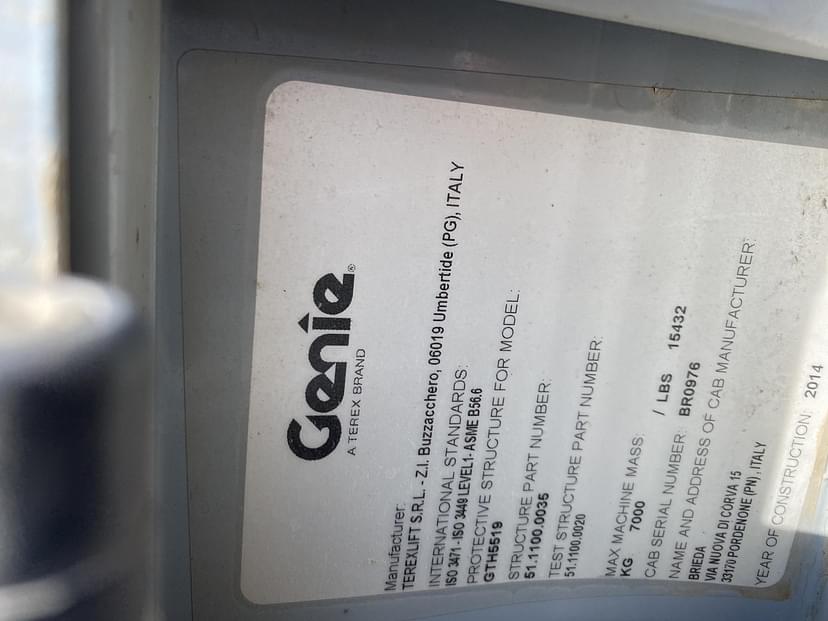 Genie®
A TEREX BRAND
Manufacturer:
TEREXLIFT S.R.L. - Z.I. Buzzacchero, 06019 Umbertide (PG), ITALY
INTERNATIONAL STANDARDS:
ISO 3471 - ISO 3449 LEVEL1 - ASME B56.6
PROTECTIVE STRUCTURE FOR MODEL:
GTH5519
STRUCTURE PART NUMBER:
51.1100.0035
TEST STRUCTURE PART NUMBER:
51.1100.0020
MAX MACHINE MASS:
KG 7000 / LBS 15432
CAB SERIAL NUMBER: BR0976
NAME AND ADDRESS OF CAB MANUFACTURER:
BRIEDA
VIA NUOVA DI CORVA 15
33170 PORDENONE (PN), ITALY
YEAR OF CONSTRUCTION: 2014